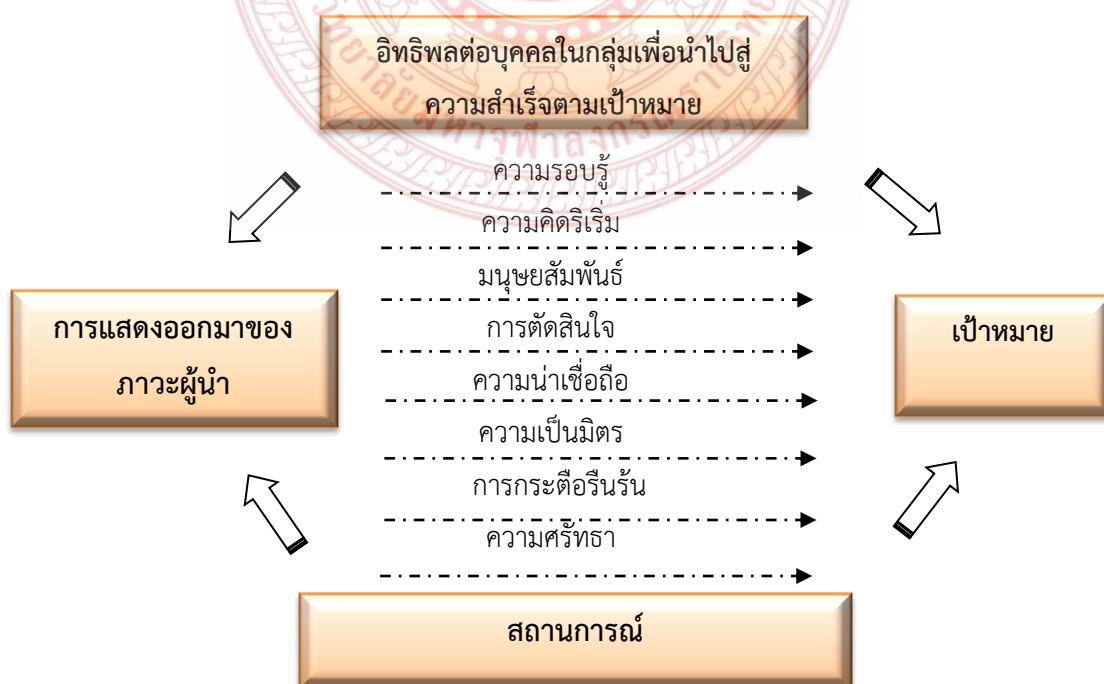 อิทธิพลต่อบุคคลในกลุ่มเพื่อนำไปสู่
ความสำเร็จตามเป้าหมาย
ความรอบรู้
ความคิดริเริ่ม
มนุษยสัมพันธ์
การตัดสินใจ
ความน่าเชื่อถือ
ความเป็นมิตร
การกระตือรืนร้น
ความศรัทธา
การแสดงออกมาของ
ภาวะผู้นำ
เป้าหมาย
สถานการณ์